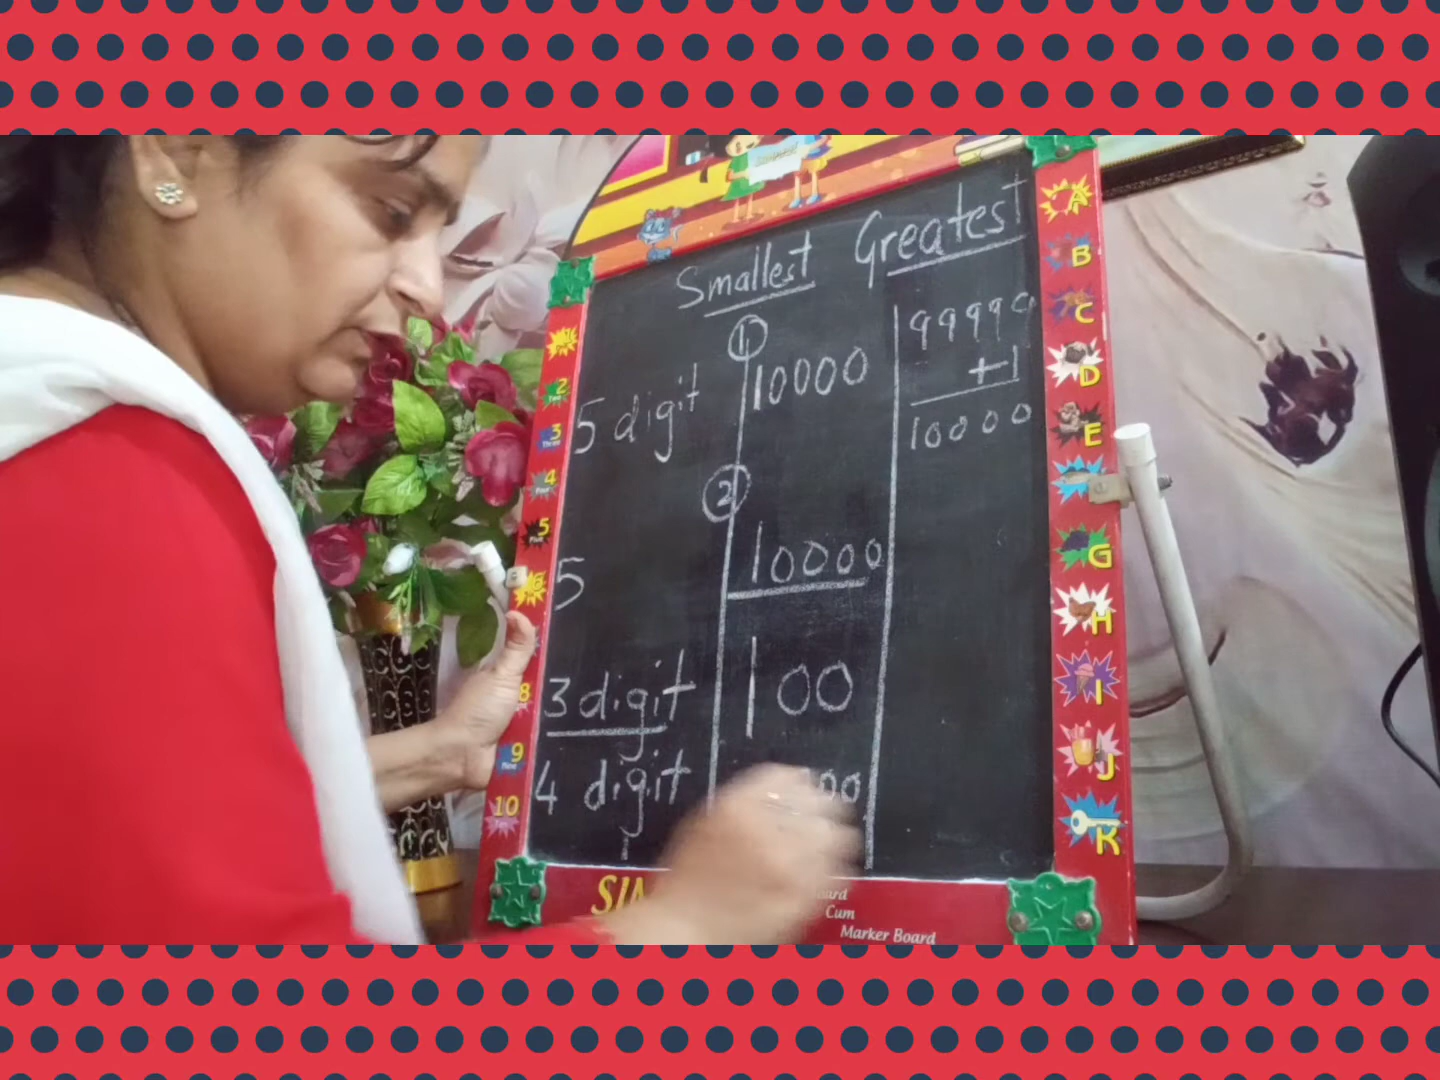 Smallest Greatest
1
5 digit 10000
99999
+1
10000
2
5 10000
3 digit 100
4 digit
2
3
4
5
8
9
10
A
B
C
D
E
G
H
I
J
K
Cum
Marker Board